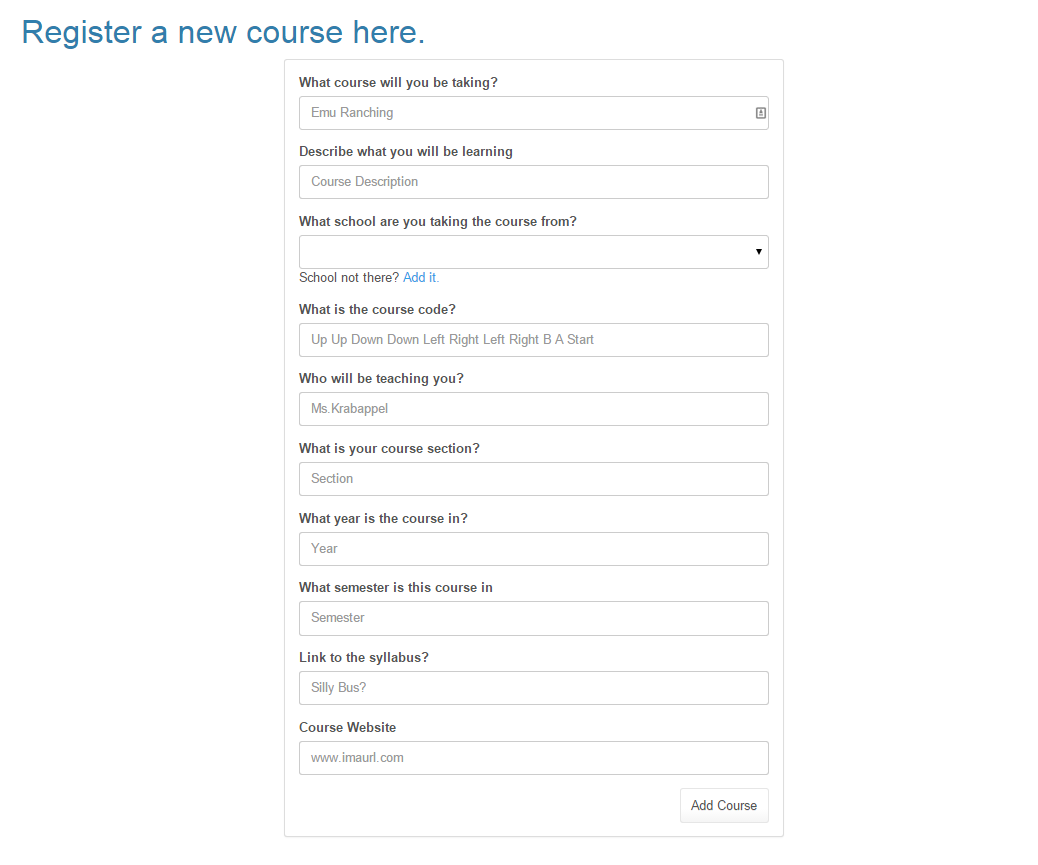 Register a new course here.
What course will you be taking?
Emu Ranching
Describe what you will be learning
Course Description
What school are you taking the course from?
School not there? Add it.
What is the course code?
Up Up Down Down Left Right Left Right B A Start
Who will be teaching you?
Ms.Krabappel
What is your course section?
Section
What year is the course in?
Year
What semester is this course in
Semester
Link to the syllabus?
Silly Bus?
Course Website
www.imaurl.com
Add Course